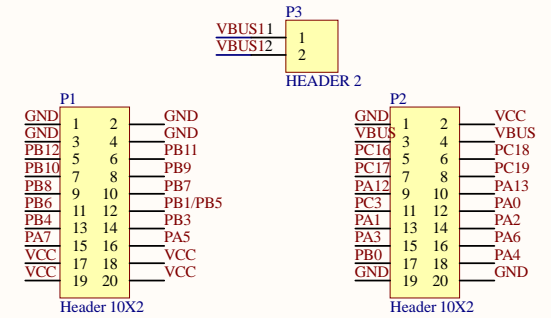 P3
VBUS11 1
VBUS12 2
HEADER 2
P1
GND 1 2 GND
GND 3 4 GND
PB12 5 6 PB11
PB10 7 8 PB9
PB8 9 10 PB7
PB6 11 12 PB1/PB5
PB4 13 14 PB3
PA7 15 16 PA5
VCC 17 18 VCC
VCC 19 20 VCC
Header 10X2
P2
GND 1 2 VCC
VBUS 3 4 VBUS
PC16 5 6 PC18
PC17 7 8 PC19
PA12 9 10 PA13
PC3 11 12 PA0
PA1 13 14 PA2
PA3 15 16 PA6
PB0 17 18 PA4
GND 19 20 GND
Header 10X2